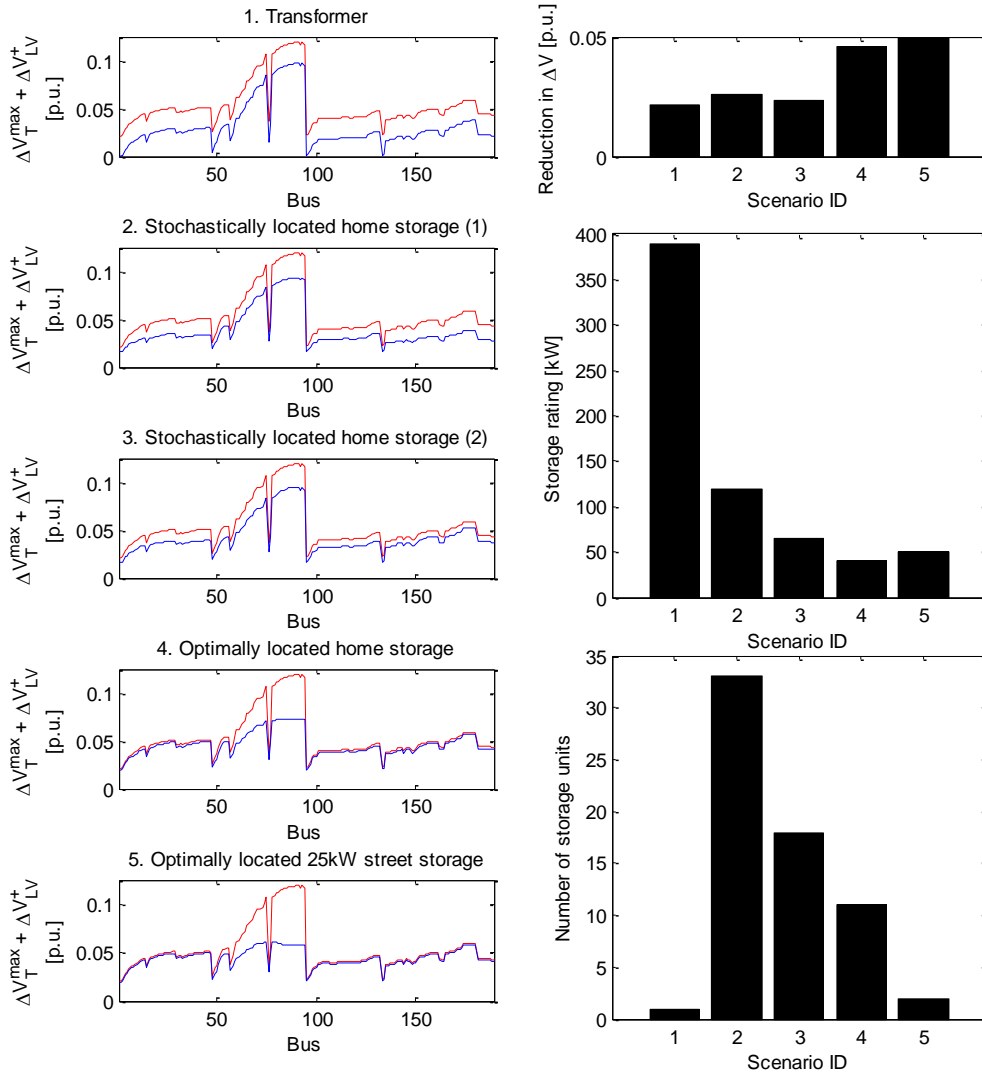 1. Transformer
ΔV_T^max + ΔV_LV^+
[p.u.]
0.1
0.05
0
50
100
150
Bus
2. Stochastically located home storage (1)
ΔV_T^max + ΔV_LV^+
[p.u.]
0.1
0.05
0
50
100
150
Bus
3. Stochastically located home storage (2)
ΔV_T^max + ΔV_LV^+
[p.u.]
0.1
0.05
0
50
100
150
Bus
4. Optimally located home storage
ΔV_T^max + ΔV_LV^+
[p.u.]
0.1
0.05
0
50
100
150
Bus
5. Optimally located 25kW street storage
ΔV_T^max + ΔV_LV^+
[p.u.]
0.1
0.05
0
50
100
150
Bus
Reduction in ΔV [p.u.]
0.05
0
1 2 3 4 5
Scenario ID
Storage rating [kW]
400
350
300
250
200
150
100
50
0
1 2 3 4 5
Scenario ID
Number of storage units
35
30
25
20
15
10
5
0
1 2 3 4 5
Scenario ID